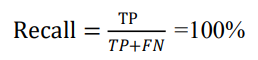 Recall = TP / TP+FN =100%